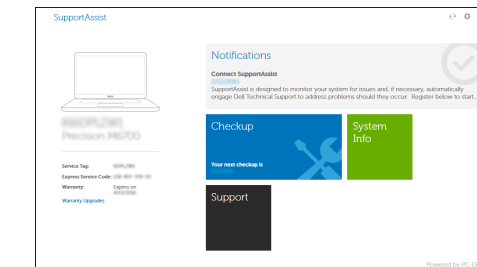 SupportAssist
Notifications
Connect SupportAssist
SupportAssist is designed to monitor your system for issues and, if necessary, automatically
engage Dell Technical Support to address problems should they occur. Register below to start.
Precision M6700
Checkup
System
Info
Service Tag:
Express Service Code:
Warranty: Expires on
Warranty Upgrades
Your next checkup is
Support
Powered by PC-D